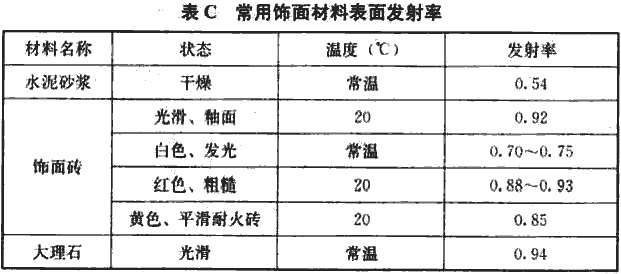 表C 常用饰面材料表面发射率
材料名称 状态 温度（℃） 发射率
水泥砂浆 干燥 常温 0.54
饰面砖 光滑、釉面 20 0.92
白色、发光 常温 0.70～0.75
红色、粗糙 20 0.88～0.93
黄色、平滑耐火砖 20 0.85
大理石 光滑 常温 0.94